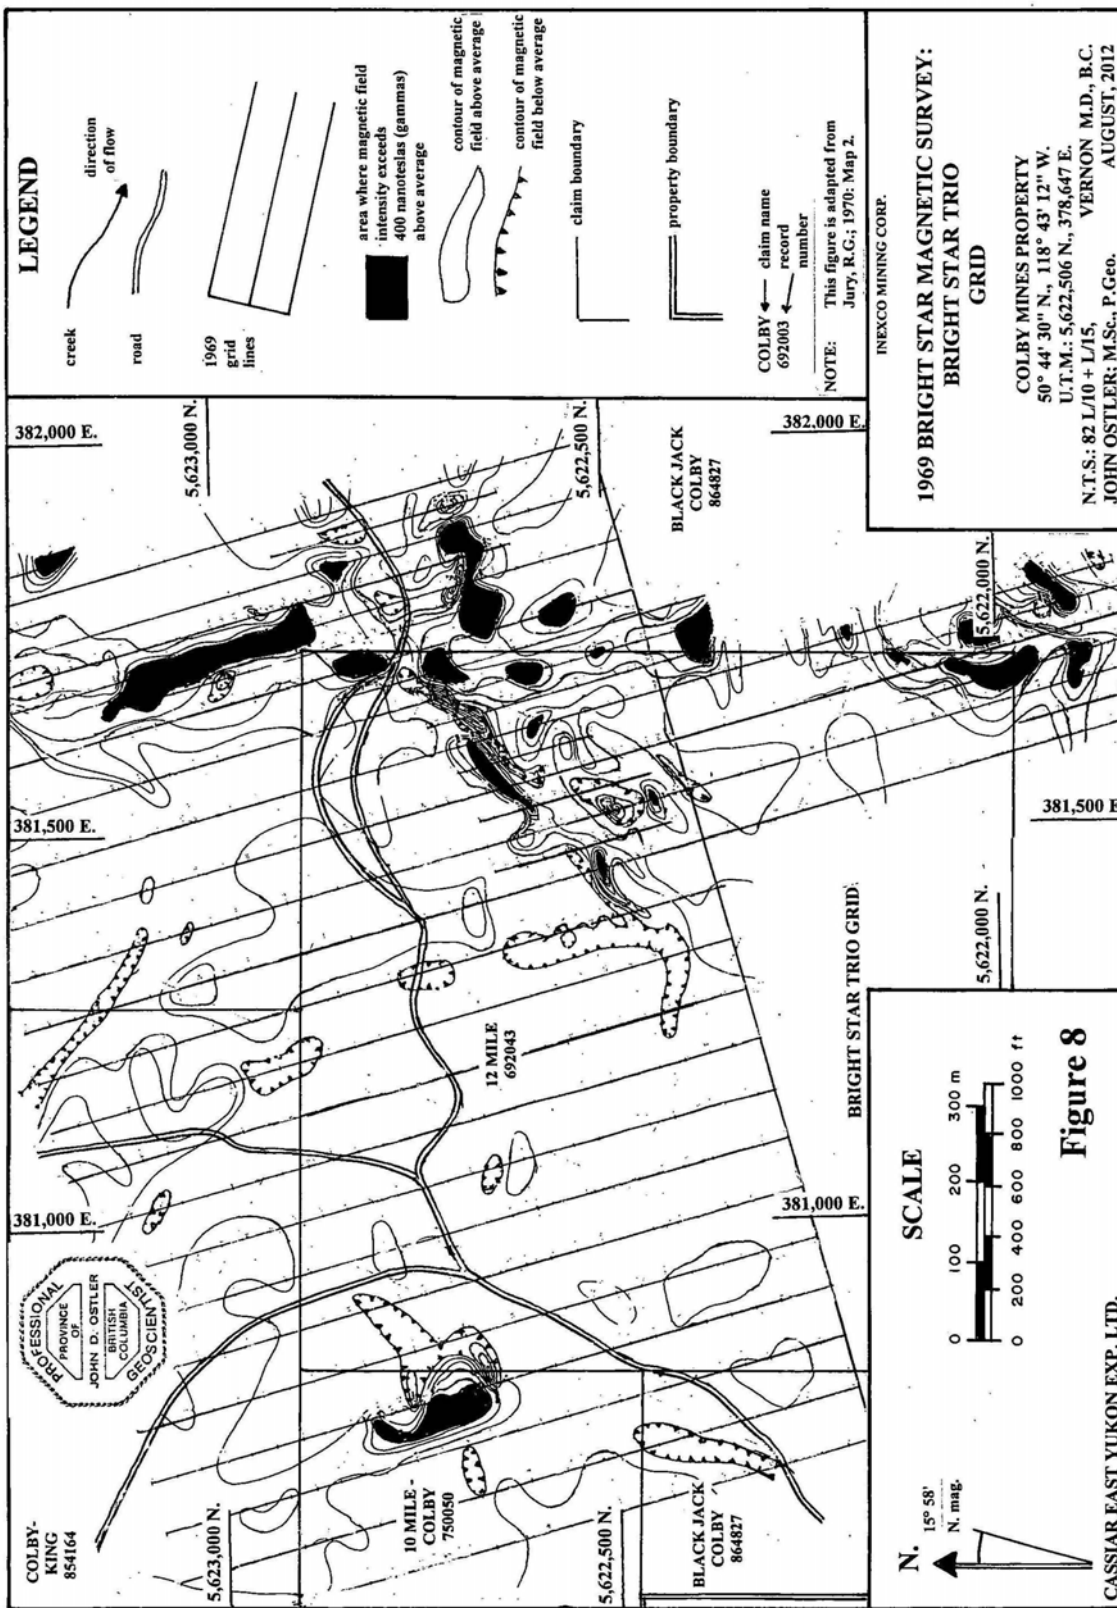 LEGEND
creek
direction
of flow
road
1969
grid
lines
area where magnetic field
intensity exceeds
400 nanoteslas (gammas)
above average
contour of magnetic
field above average
contour of magnetic
field below average
claim boundary
property boundary
COLBY claim name
692003 record
number
NOTE: This figure is adapted from
Jury, R.G.; 1970: Map 2.
INEXCO MINING CORP.
1969 BRIGHT STAR MAGNETIC SURVEY:
BRIGHT STAR TRIO
GRID
COLBY MINES PROPERTY
50° 44' 30" N., 118° 43' 12" W.
U.T.M.: 5,622,506 N., 378,647 E.
N.T.S.: 82 L/10 + L/15, VERNON M.D., B.C.
JOHN OSTLER; M.Sc., P.Geo. AUGUST, 2012
382,000 E.
5,623,000 N.
5,622,500 N.
382,000 E.
BLACK JACK
COLBY
864827
5,622,000 N.
381,500 E.
381,500 E
5,622,000 N.
12 MILE
692043
BRIGHT STAR TRIO GRID
381,000 E.
381,000 E.
PROFESSIONAL
PROVINCE
OF
JOHN D. OSTLER
BRITISH
COLUMBIA
GEOSCIENTIST
COLBY-
KING
854164
5,623,000 N.
10 MILE -
COLBY
750050
5,622,500 N.
BLACK JACK
COLBY
864827
N.
15° 58'
N. mag.
SCALE
0 100 200 300 m
0 200 400 600 800 1000 ft
Figure 8
CASSIAR EAST YUKON EXP. LTD.